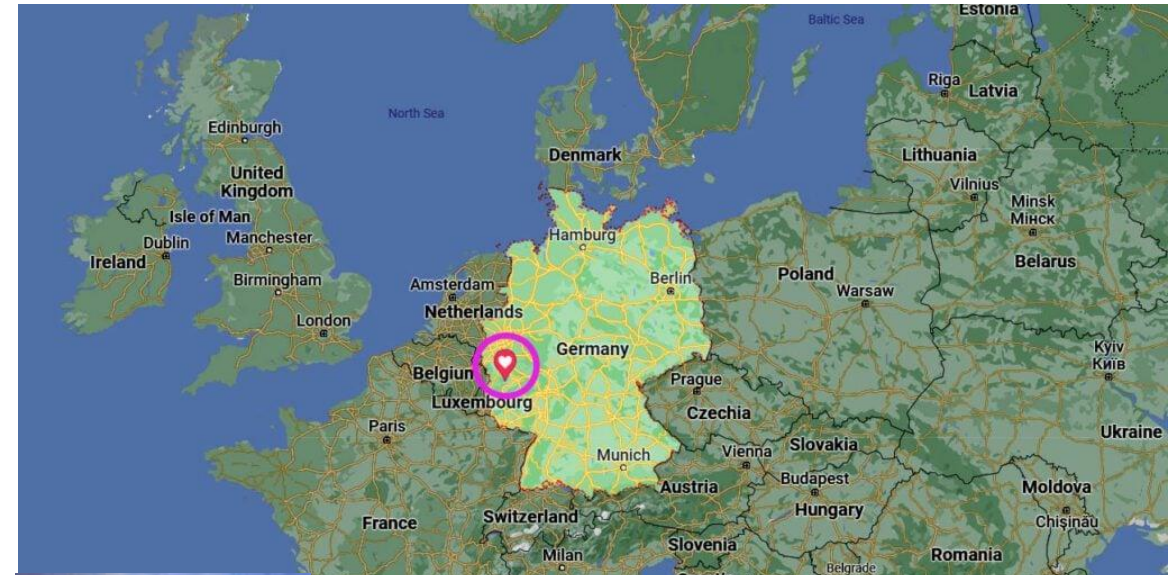 Baltic Sea
Estonia
Riga
Latvia
North Sea
Edinburgh
Denmark
Lithuania
United
Kingdom
Vilnius
Minsk
Мінск
Isle of Man
Hamburg
Dublin
Manchester
Ireland
Belarus
Birmingham
Amsterdam
Berlin
Poland
Warsaw
Netherlands
London
Germany
Kyiv
Київ
Belgium
Prague
Luxembourg
Czechia
Paris
Ukraine
Slovakia
Munich
Vienna
Budapest
Austria
Moldova
Hungary
France
Switzerland
Chișinău
Slovenia
Milan
Romania
Belgrade